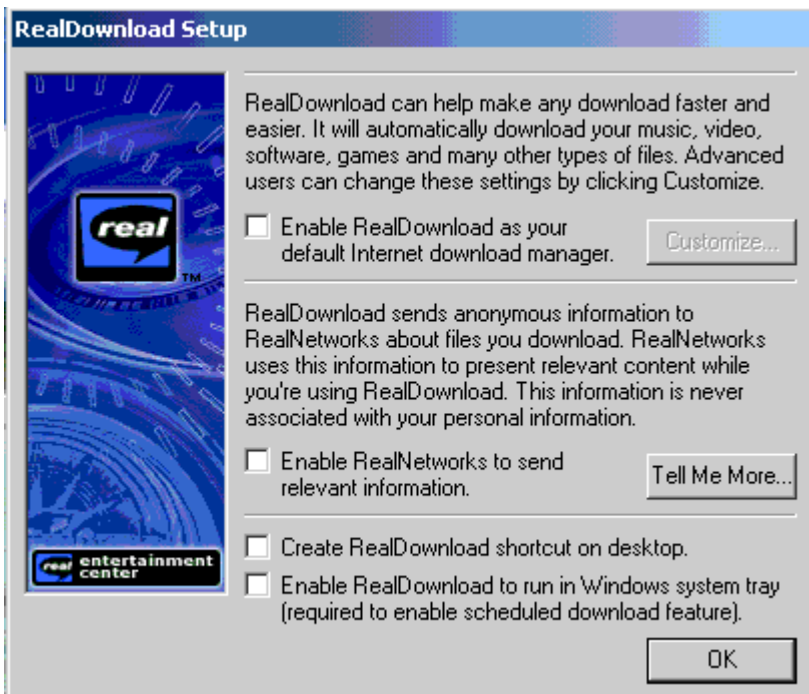 RealDownload Setup
RealDownload can help make any download faster and
easier. It will automatically download your music, video,
software, games and many other types of files. Advanced
users can change these settings by clicking Customize.
real
TM
Enable RealDownload as your
default Internet download manager.
Customize...
RealDownload sends anonymous information to
RealNetworks about files you download. RealNetworks
uses this information to present relevant content while
you're using RealDownload. This information is never
associated with your personal information.
Enable RealNetworks to send
relevant information.
Tell Me More...
Create RealDownload shortcut on desktop.
real entertainment
center
Enable RealDownload to run in Windows system tray
(required to enable scheduled download feature).
OK